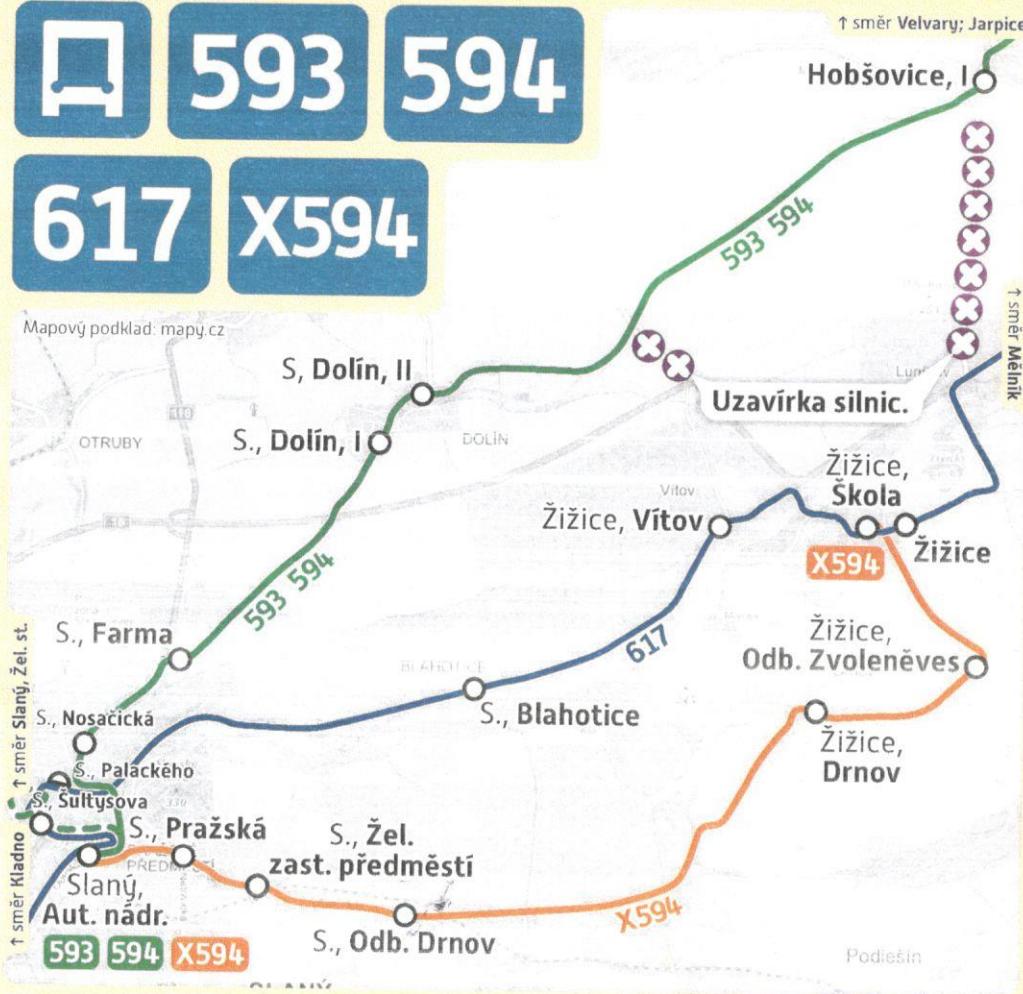 593 594
617 X594
↑ směr Velvary; Jarpice
Hobšovice, I
593 594
Mapový podklad: mapy.cz
↑ směr Mělník
S, Dolín, II
Uzavírka silnic.
118
OTRUBY
S., Dolín, I
DOLÍN
Žižice,
Škola
Vítov
Žižice, Vítov
Žižice
X594
593 594
S., Farma
617
Žižice,
Odb. Zvoleněves
BLAHOTICE
S., Blahotice
S., Nosačická
↑ směr Slaný, Žel. st.
Žižice,
Drnov
S., Palackého
S., Šultysova
330
S., Pražská
S., Žel.
zast. předměstí
Slaný,
Aut. nádr.
↑ směr Kladno
X594
S., Odb. Drnov
593 594 X594
Podlešín
SLANÝ